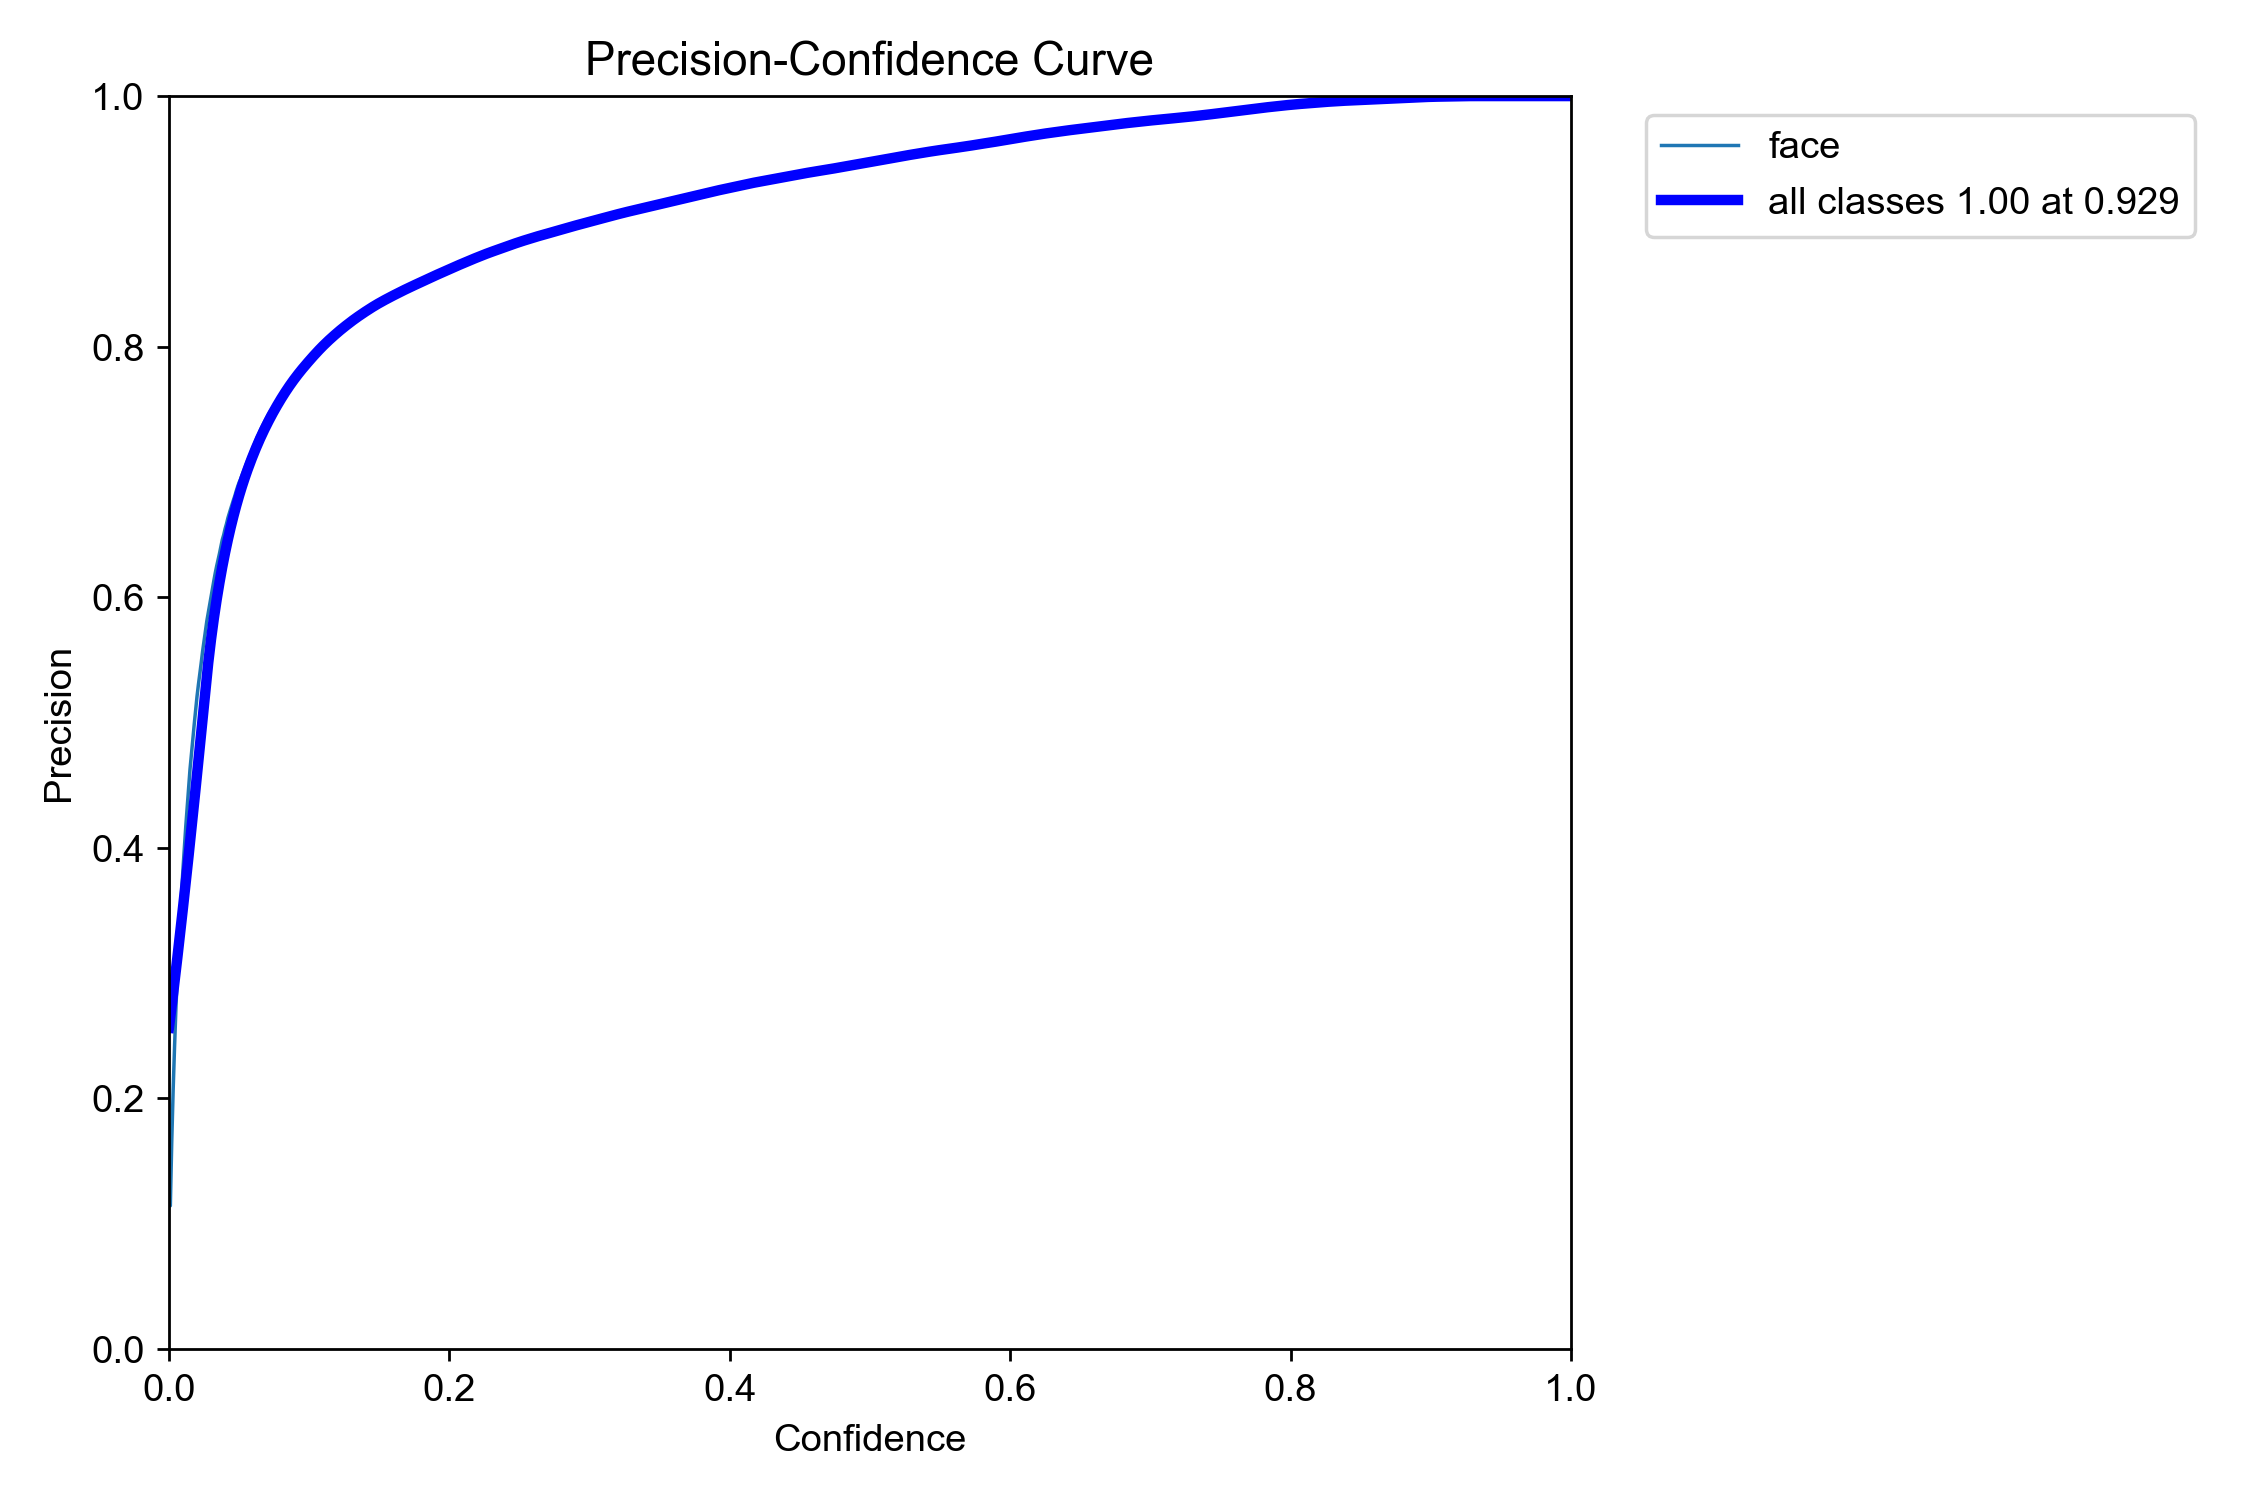 Precision-Confidence Curve
1.0
0.8
0.6
0.4
0.2
0.0
Precision
0.0 0.2 0.4 0.6 0.8 1.0
Confidence
face
all classes 1.00 at 0.929